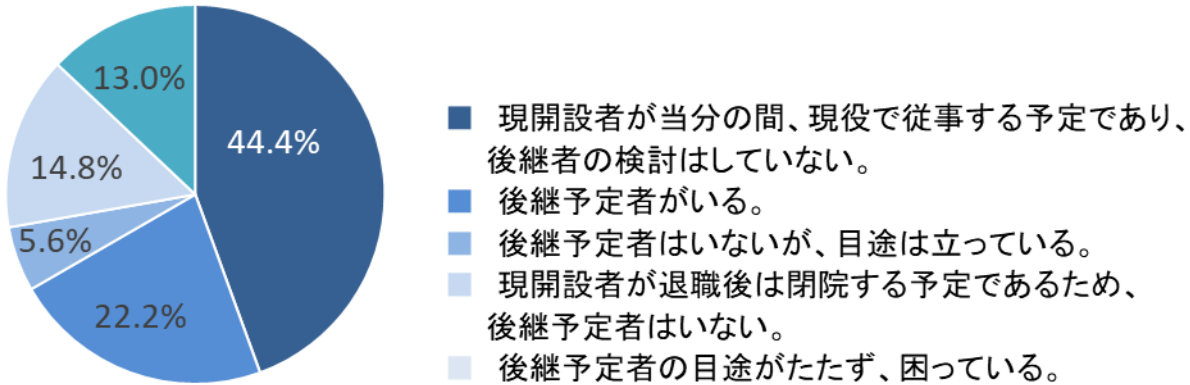 13.0%
44.4%
14.8%
5.6%
22.2%
現開設者が当分の間、現役で従事する予定であり、
後継者の検討はしていない。
後継予定者がいる。
後継予定者はいないが、目途は立っている。
現開設者が退職後は閉院する予定であるため、
後継予定者はいない。
後継予定者の目途がたたず、困っている。